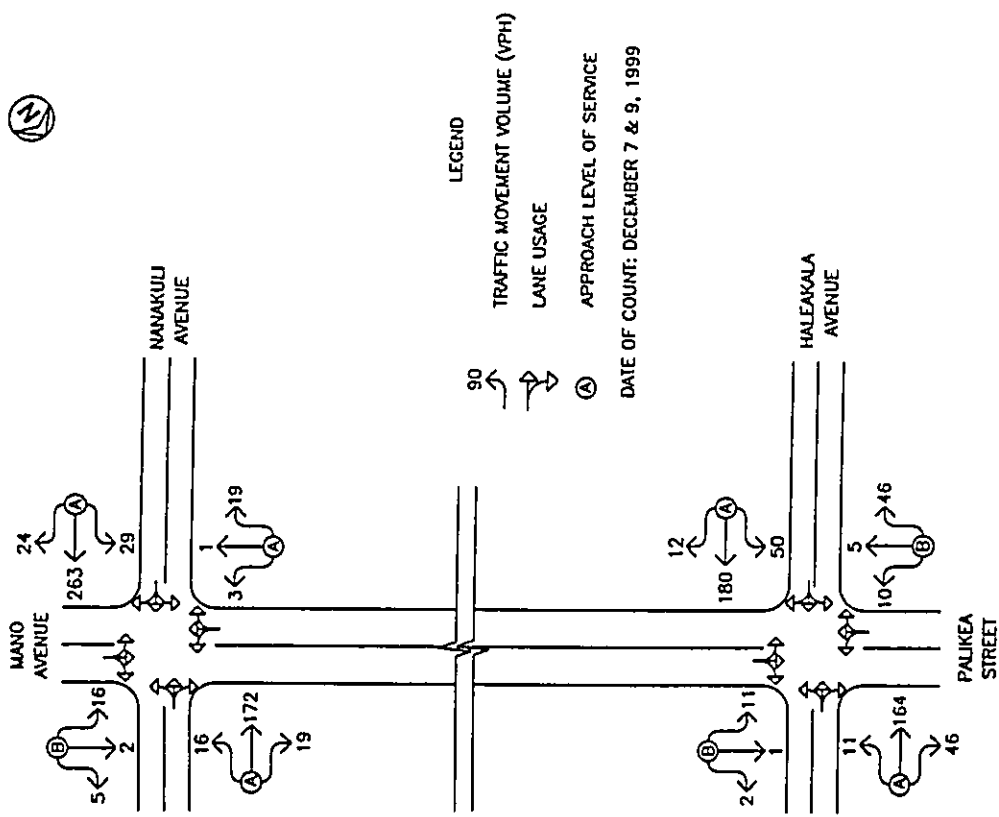 N
MANO
AVENUE
24
A
263
29
NANAKULI
AVENUE
B
5
16
2
19
1
A
3
16
172
A
19
LEGEND
90
TRAFFIC MOVEMENT VOLUME (VPH)
LANE USAGE
A APPROACH LEVEL OF SERVICE
DATE OF COUNT: DECEMBER 7 & 9, 1999
12
A
180
50
HALEAKALA
AVENUE
B
11
2
1
46
5
B
10
11
164
A
46
PALIKEA
STREET